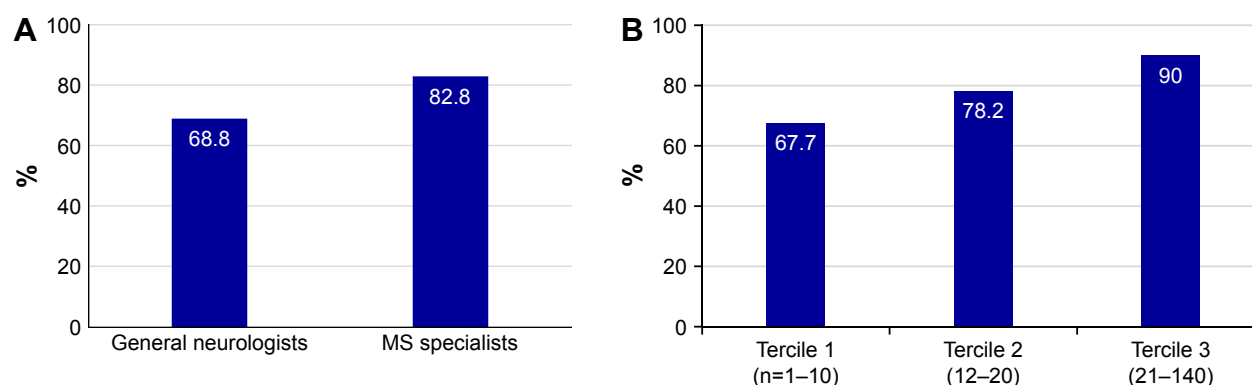 A
%
100
80
60
40
20
0
68.8
82.8
General neurologists
MS specialists
B
%
100
80
60
40
20
0
67.7
78.2
90
Tercile 1
(n=1–10)
Tercile 2
(12–20)
Tercile 3
(21–140)